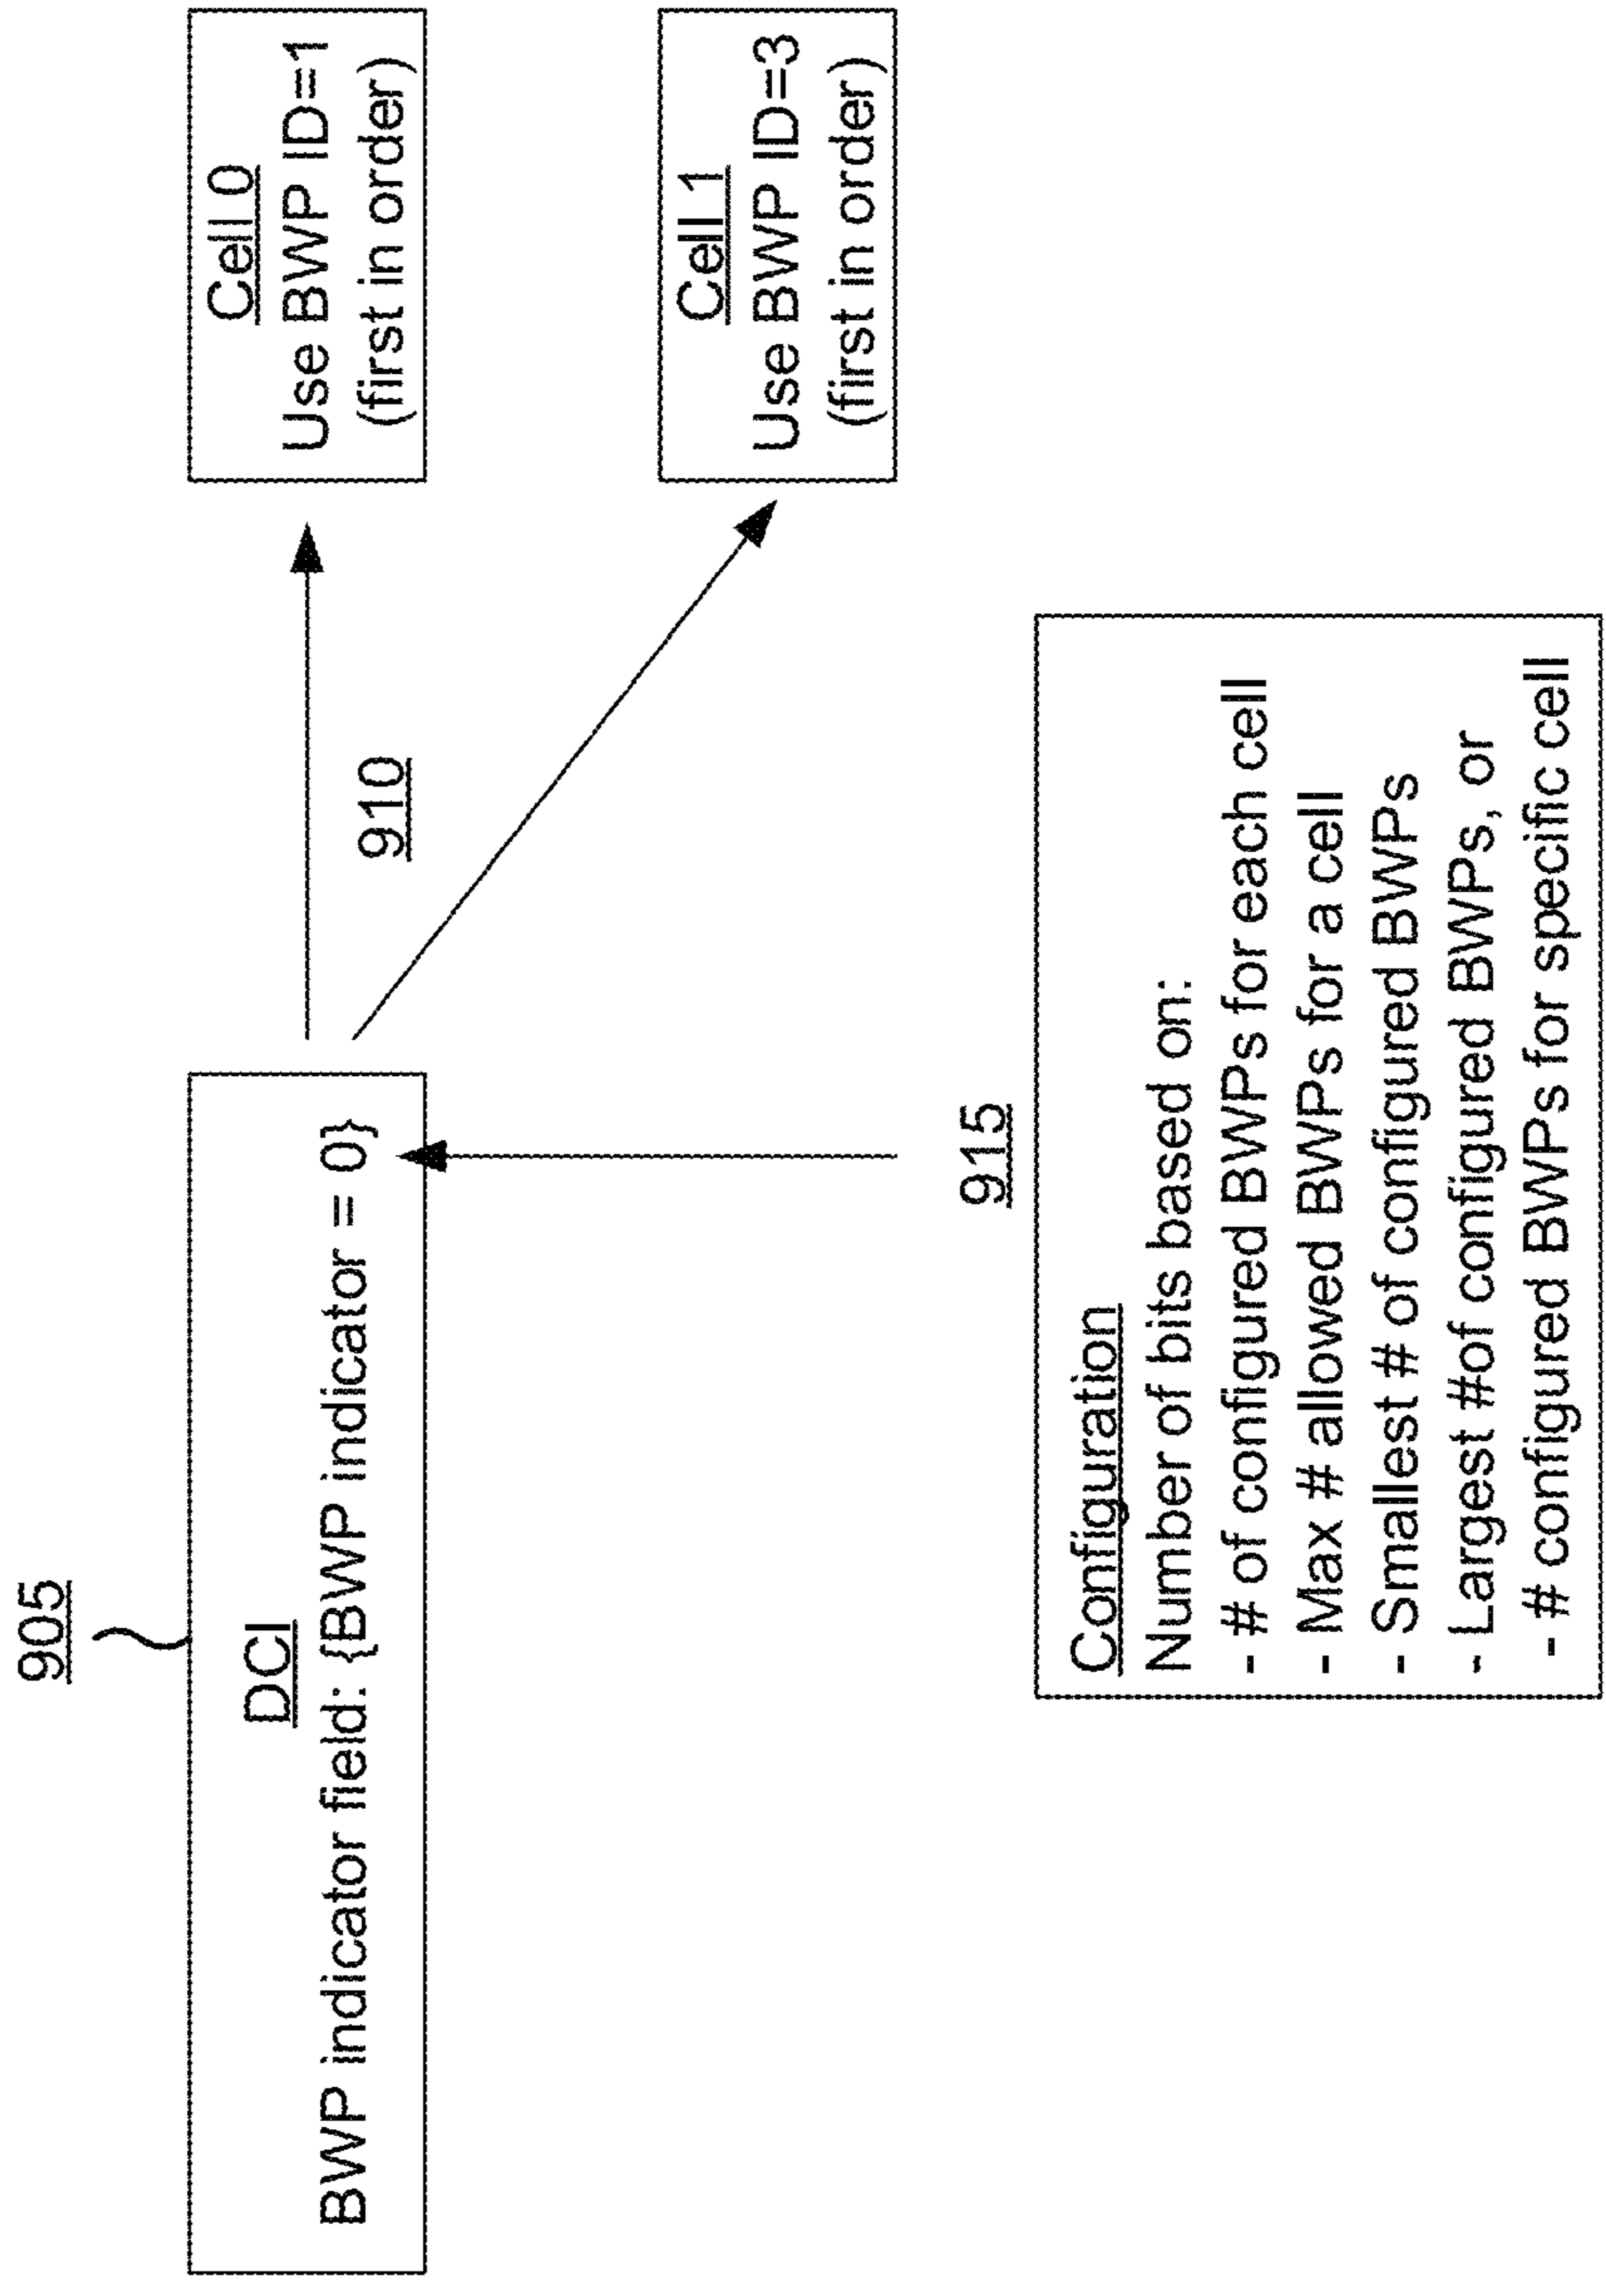 905
DCI
BWP indicator field: {BWP indicator = 0}
910
Cell 0
Use BWP ID=1
(first in order)
Cell 1
Use BWP ID=3
(first in order)
915
Configuration
Number of bits based on:
- # of configured BWPs for each cell
- Max # allowed BWPs for a cell
- Smallest # of configured BWPs
- Largest #of configured BWPs, or
- # configured BWPs for specific cell